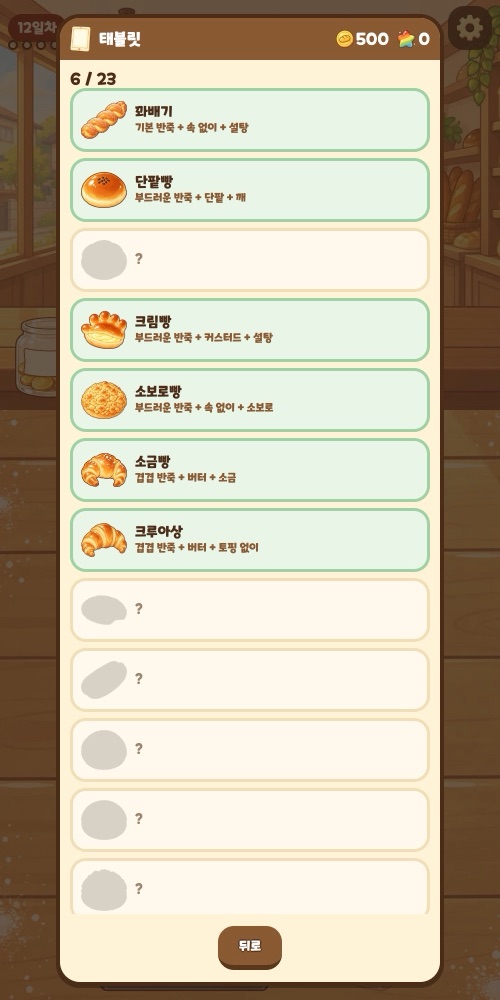 12일차
태블릿
500
0
6 / 23
꽈배기
기본 반죽 + 속 없이 + 설탕
단팥빵
부드러운 반죽 + 단팥 + 깨
?
크림빵
부드러운 반죽 + 커스터드 + 설탕
소보로빵
부드러운 반죽 + 속 없이 + 소보로
소금빵
겹겹 반죽 + 버터 + 소금
크루아상
겹겹 반죽 + 버터 + 토핑 없이
?
?
?
?
?
뒤로